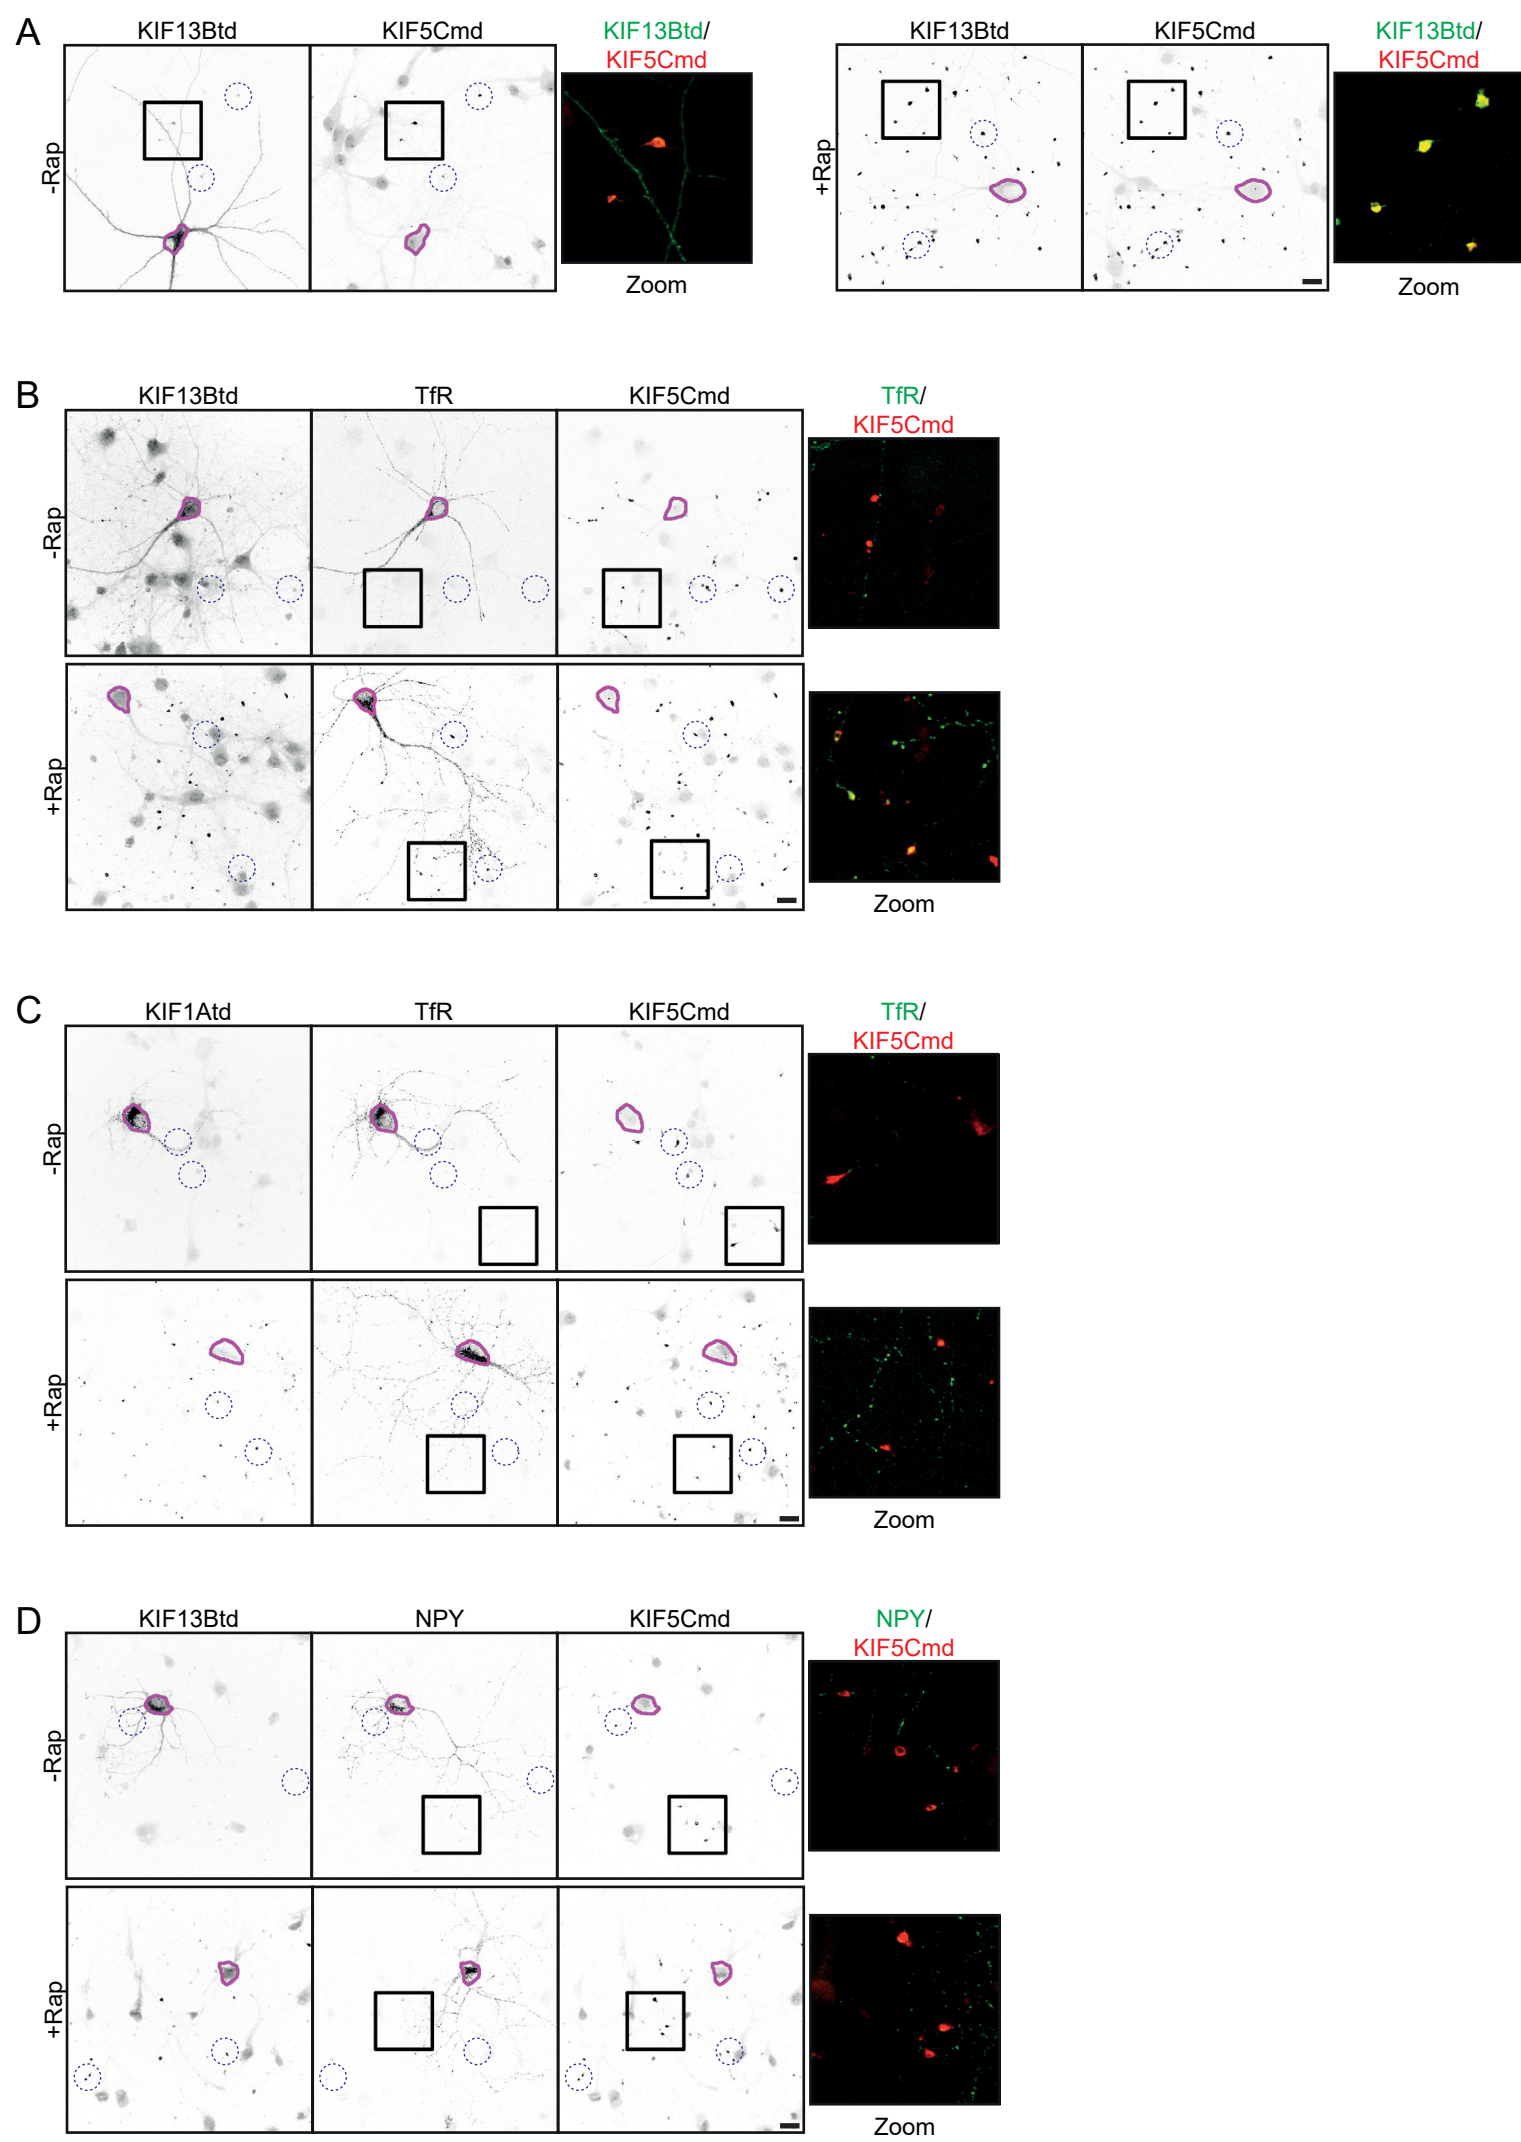 A
KIF13Btd
KIF5Cmd
KIF13Btd/
KIF5Cmd
-Rap
Zoom
KIF13Btd
KIF5Cmd
KIF13Btd/
KIF5Cmd
+Rap
Zoom
B
KIF13Btd
TfR
KIF5Cmd
TfR/
KIF5Cmd
-Rap
+Rap
Zoom
C
KIF1Atd
TfR
KIF5Cmd
TfR/
KIF5Cmd
-Rap
+Rap
Zoom
D
KIF13Btd
NPY
KIF5Cmd
NPY/
KIF5Cmd
-Rap
+Rap
Zoom